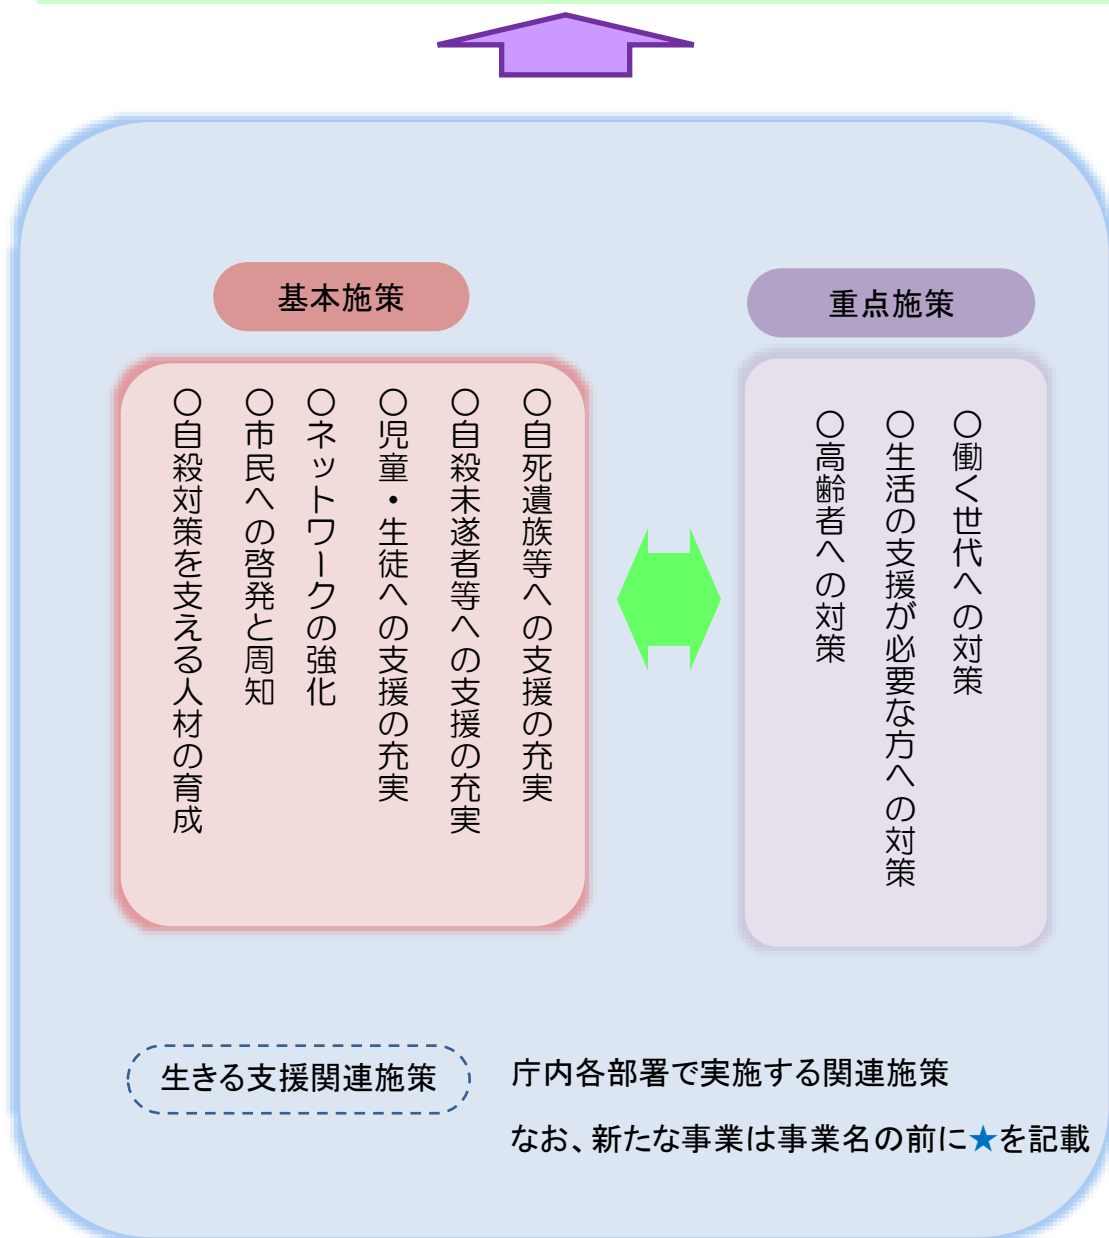 基本施策
○自死遺族等への支援の充実
○自殺未遂者等への支援の充実
○児童・生徒への支援の充実
○ネットワークの強化
○市民への啓発と周知
○自殺対策を支える人材の育成
重点施策
○働く世代への対策
○生活の支援が必要な方への対策
○高齢者への対策
生きる支援関連施策
庁内各部署で実施する関連施策
なお、新たな事業は事業名の前に★を記載